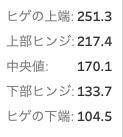 ヒゲの上端: 251.3
上部ヒンジ: 217.4
中央値: 170.1
下部ヒンジ: 133.7
ヒゲの下端: 104.5